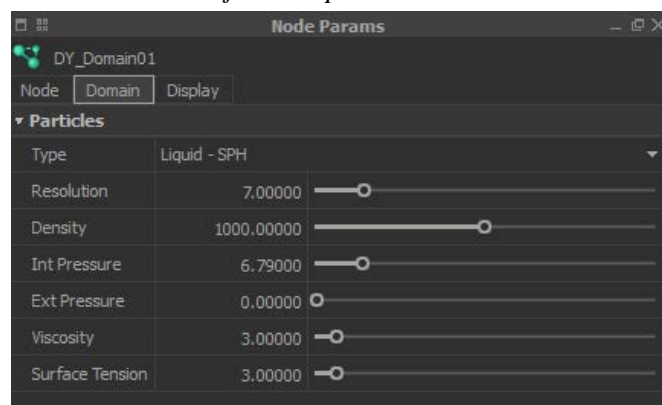 Node Params
DY_Domain01
Node Domain Display
Particles
Type Liquid - SPH
Resolution 7.00000
Density 1000.00000
Int Pressure 6.79000
Ext Pressure 0.00000
Viscosity 3.00000
Surface Tension 3.00000